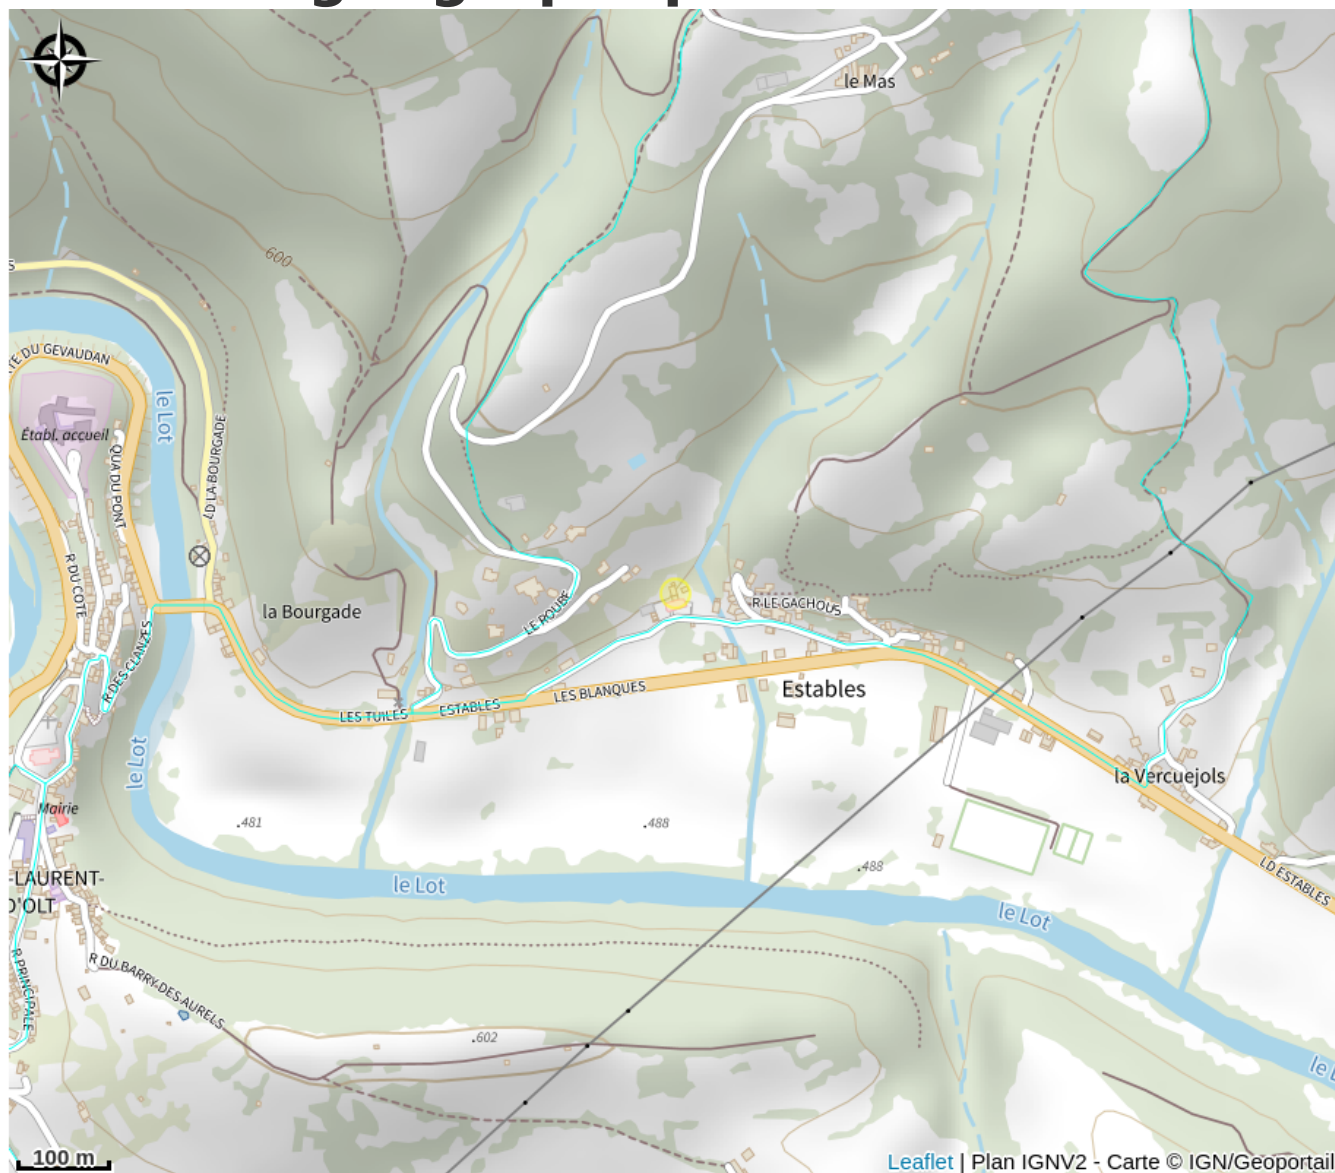 le Mas
600
S
TE DU GEVAUDAN
le Lot
Établ. accueil
QUA DU PONT
LD LA BOURGADE
R DU COTE
la Bourgade
LE ROUBE
R LE GACHOUS
R DES CLANZES
LES TUILES
ESTABLES
LES BLANQUES
Estables
le Lot
la Vercuejols
Mairie
.481
.488
.488
-LAURENT-
D'OLT
le Lot
le Lot
LD ESTABLES
R PRINCIPALE
R DU BARRY-DES-AURELS
.602
le L
100 m
Leaflet | Plan IGNV2 - Carte © IGN/Geoportail